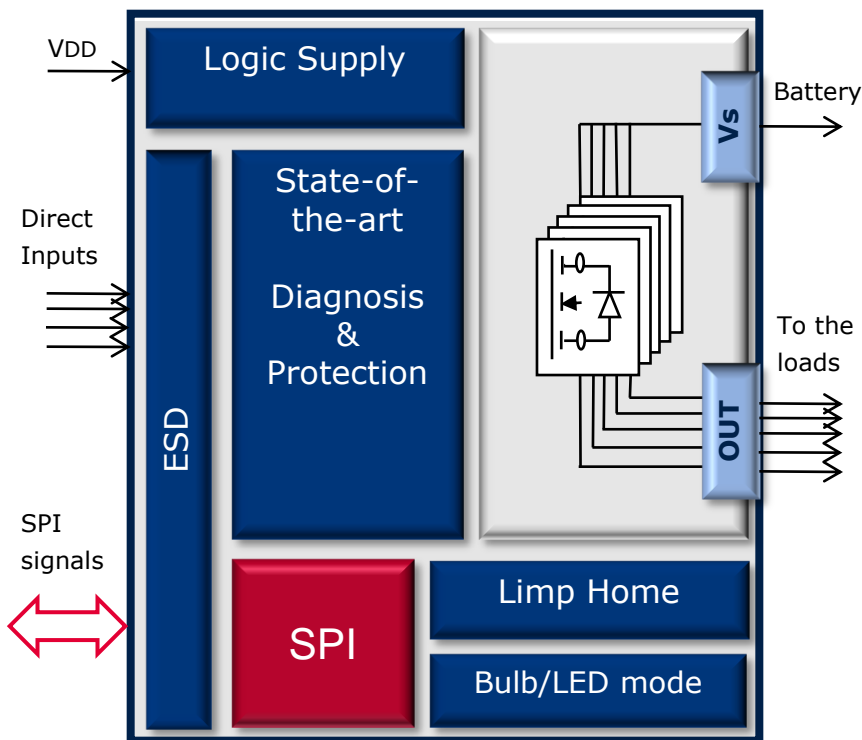 VDD
Logic Supply
Battery
Vs
State-of-
the-art
Diagnosis
&
Protection
Direct
Inputs
To the
loads
OUT
ESD
SPI
signals
SPI
Limp Home
Bulb/LED mode